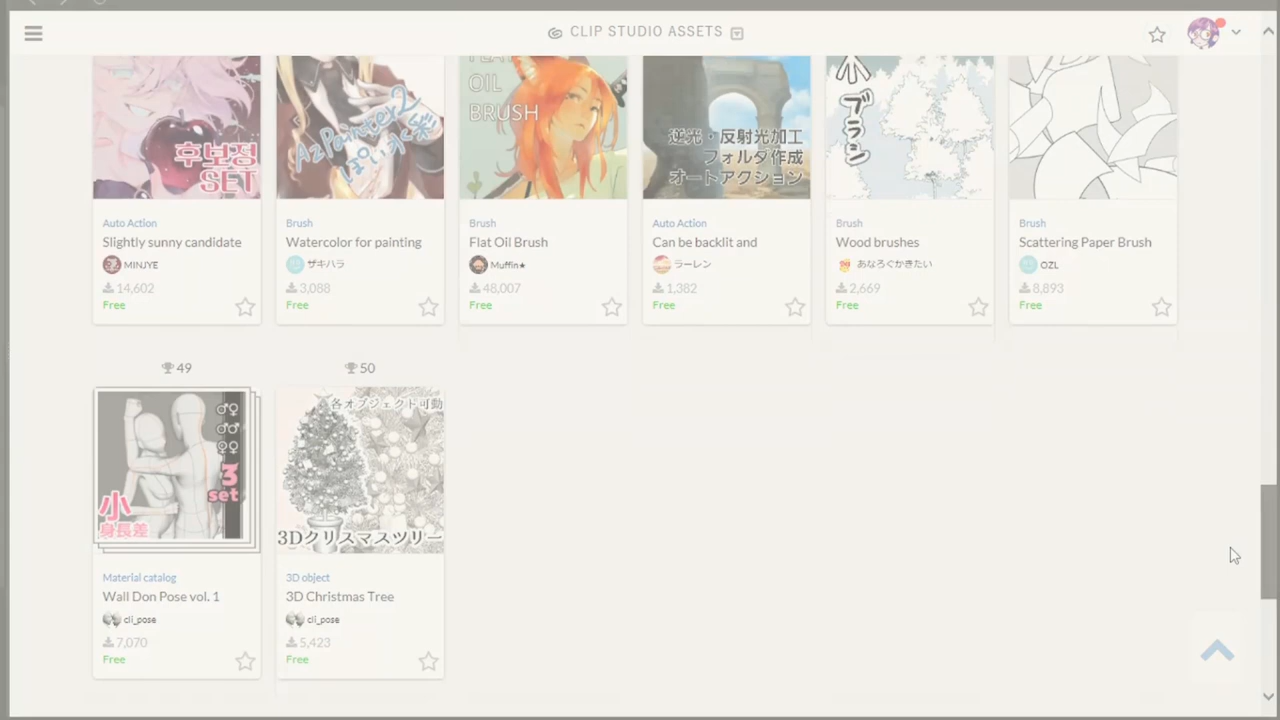 CLIP STUDIO ASSETS
후보정
SET
AzPainter2
ぽい水彩
FLAT
OIL
BRUSH
逆光・反射光加工
フォルダ作成
オートアクション
木ブラシ
Auto Action
Slightly sunny candidate
MINJYE
14,602
Free
Brush
Watercolor for painting
ザキハラ
3,088
Free
Brush
Flat Oil Brush
Muffin★
48,007
Free
Auto Action
Can be backlit and
ラーレン
1,382
Free
Brush
Wood brushes
あなろぐかきたい
2,669
Free
Brush
Scattering Paper Brush
OZL
8,893
Free
49
50
♂♀
♂♂
♀♀
3
set
小
身長差
各オブジェクト可動
3Dクリスマスツリー
Material catalog
Wall Don Pose vol. 1
cli_pose
7,070
Free
3D object
3D Christmas Tree
cli_pose
5,423
Free